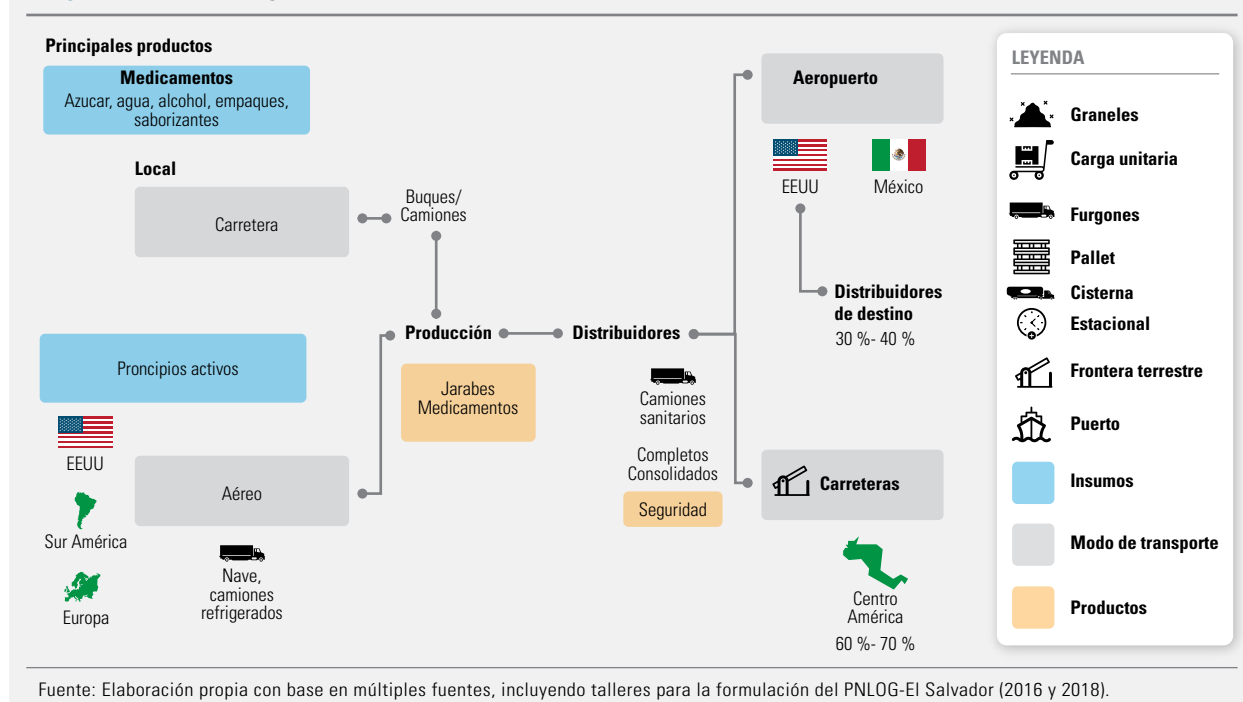 Principales productos
Medicamentos
Azucar, agua, alcohol, empaques,
saborizantes
Local
Carretera
Buques/
Camiones
Proncipios activos
EEUU
Sur América
Europa
Aéreo
Nave,
camiones
refrigerados
Producción
Jarabes
Medicamentos
Distribuidores
Camiones
sanitarios
Completos
Consolidados
Seguridad
Aeropuerto
EEUU
México
Distribuidores
de destino
30 %- 40 %
Carreteras
Centro
América
60 %- 70 %
LEYENDA
Graneles
Carga unitaria
Furgones
Pallet
Cisterna
Estacional
Frontera terrestre
Puerto
Insumos
Modo de transporte
Productos
Fuente: Elaboración propia con base en múltiples fuentes, incluyendo talleres para la formulación del PNLOG-El Salvador (2016 y 2018).